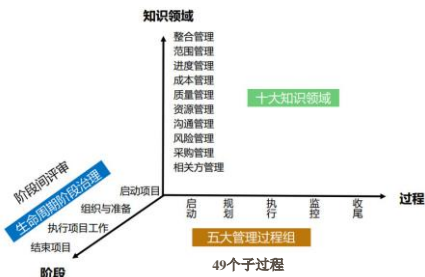 知识领域
整合管理
范围管理
进度管理
成本管理
质量管理
资源管理
沟通管理
风险管理
采购管理
相关方管理
十大知识领域
阶段间评审
生命周期阶段治理
启动项目
组织与准备
执行项目工作
结束项目
阶段
启动
规划
执行
监控
收尾
过程
五大管理过程组
49个子过程